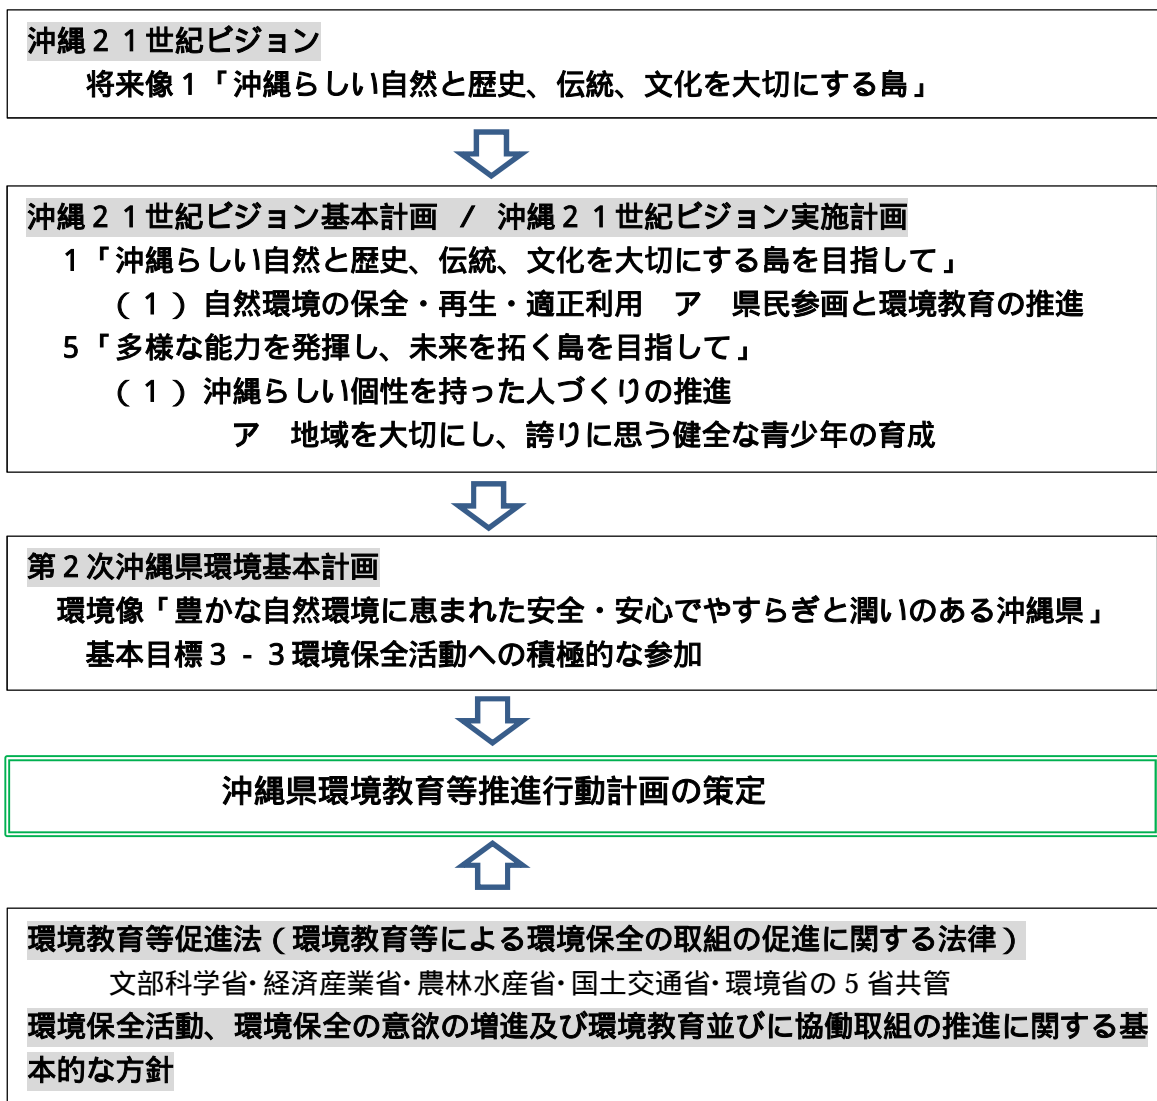 沖縄２１世紀ビジョン
将来像１「沖縄らしい自然と歴史、伝統、文化を大切にする島」
沖縄２１世紀ビジョン基本計画 / 沖縄２１世紀ビジョン実施計画
１「沖縄らしい自然と歴史、伝統、文化を大切にする島を目指して」
（１）自然環境の保全・再生・適正利用　ア　県民参画と環境教育の推進
５「多様な能力を発揮し、未来を拓く島を目指して」
（１）沖縄らしい個性を持った人づくりの推進
ア　地域を大切にし、誇りに思う健全な青少年の育成
第２次沖縄県環境基本計画
環境像「豊かな自然環境に恵まれた安全・安心でやすらぎと潤いのある沖縄県」
基本目標３-３環境保全活動への積極的な参加
沖縄県環境教育等推進行動計画の策定
環境教育等促進法（環境教育等による環境保全の取組の促進に関する法律）
文部科学省・経済産業省・農林水産省・国土交通省・環境省の５省共管
環境保全活動、環境保全の意欲の増進及び環境教育並びに協働取組の推進に関する基
本的な方針